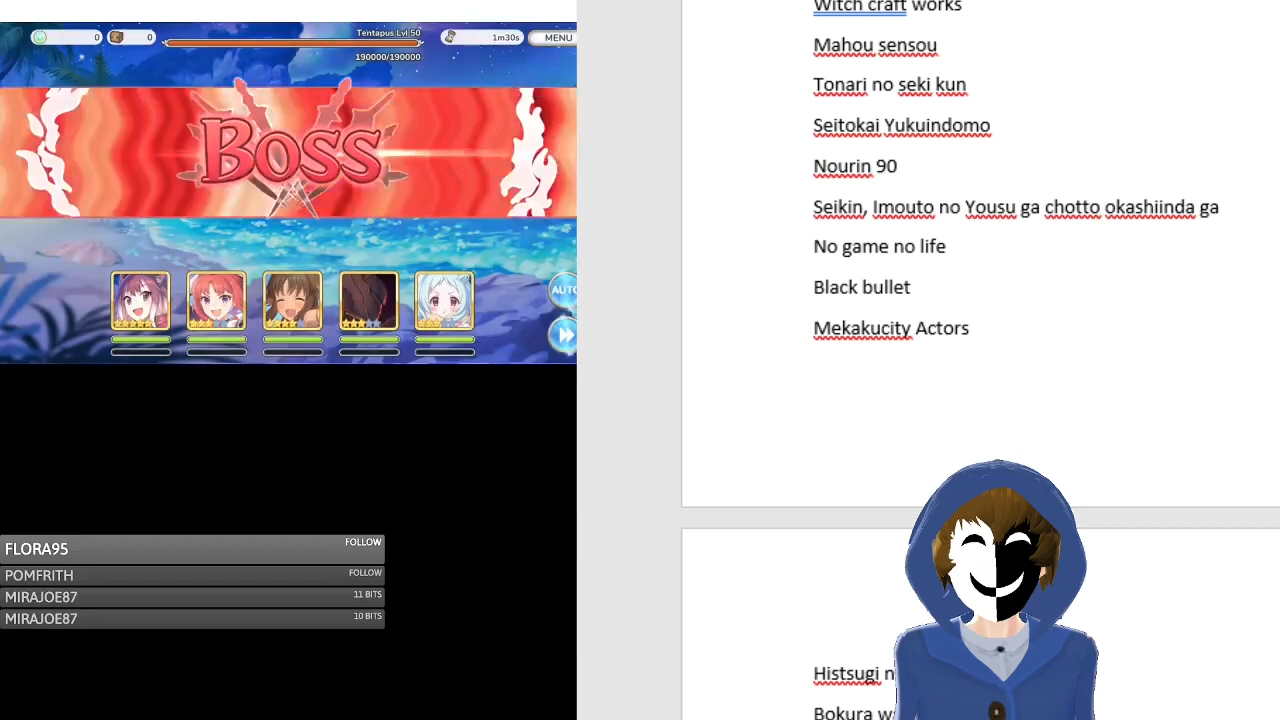 0
0
Tentapus Lvl 50
190000/190000
1m30s
MENU
BOSS
AUTO
FLORA95
FOLLOW
POMFRITH
FOLLOW
MIRAJOE87
11 BITS
MIRAJOE87
10 BITS
Witch craft works
Mahou sensou
Tonari no seki kun
Seitokai Yukuindomo
Nourin 90
Seikin, Imouto no Yousu ga chotto okashiinda ga
No game no life
Black bullet
Mekakucity Actors
Histsugi
Bokura